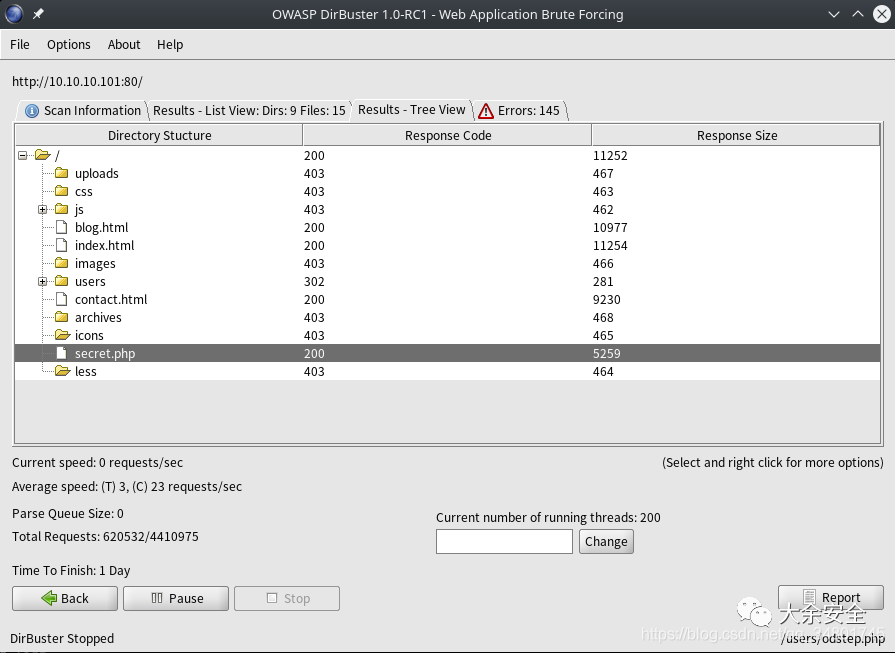 OWASP DirBuster 1.0-RC1 - Web Application Brute Forcing
File Options About Help
http://10.10.10.101:80/
Scan Information Results - List View: Dirs: 9 Files: 15 Results - Tree View Errors: 145
Directory Stucture Response Code Response Size
/ 200 11252
uploads 403 467
css 403 463
js 403 462
blog.html 200 10977
index.html 200 11254
images 403 466
users 302 281
contact.html 200 9230
archives 403 468
icons 403 465
secret.php 200 5259
less 403 464
Current speed: 0 requests/sec (Select and right click for more options)
Average speed: (T) 3, (C) 23 requests/sec
Parse Queue Size: 0
Current number of running threads: 200
Total Requests: 620532/4410975
Change
Time To Finish: 1 Day
Back Pause Stop Report
大余安全
https://blog.csdn.net/
DirBuster Stopped /users/odstep.php